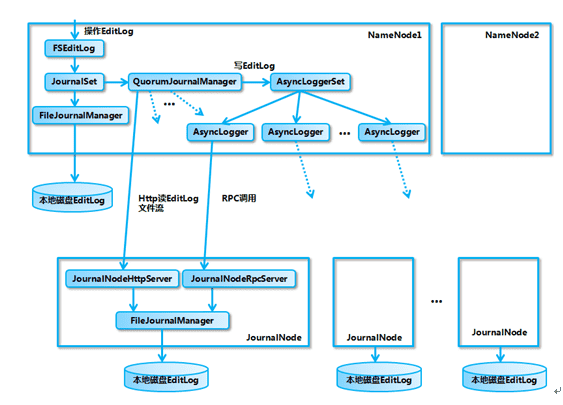 操作EditLog
NameNode1
NameNode2
FSEditLog
写EditLog
JournalSet
QuorumJournalManager
AsyncLoggerSet
...
FileJournalManager
AsyncLogger
AsyncLogger
...
AsyncLogger
本地磁盘EditLog
Http读EditLog
文件流
RPC调用
JournalNodeHttpServer
JournalNodeRpcServer
...
FileJournalManager
JournalNode
JournalNode
JournalNode
本地磁盘EditLog
本地磁盘EditLog
本地磁盘EditLog